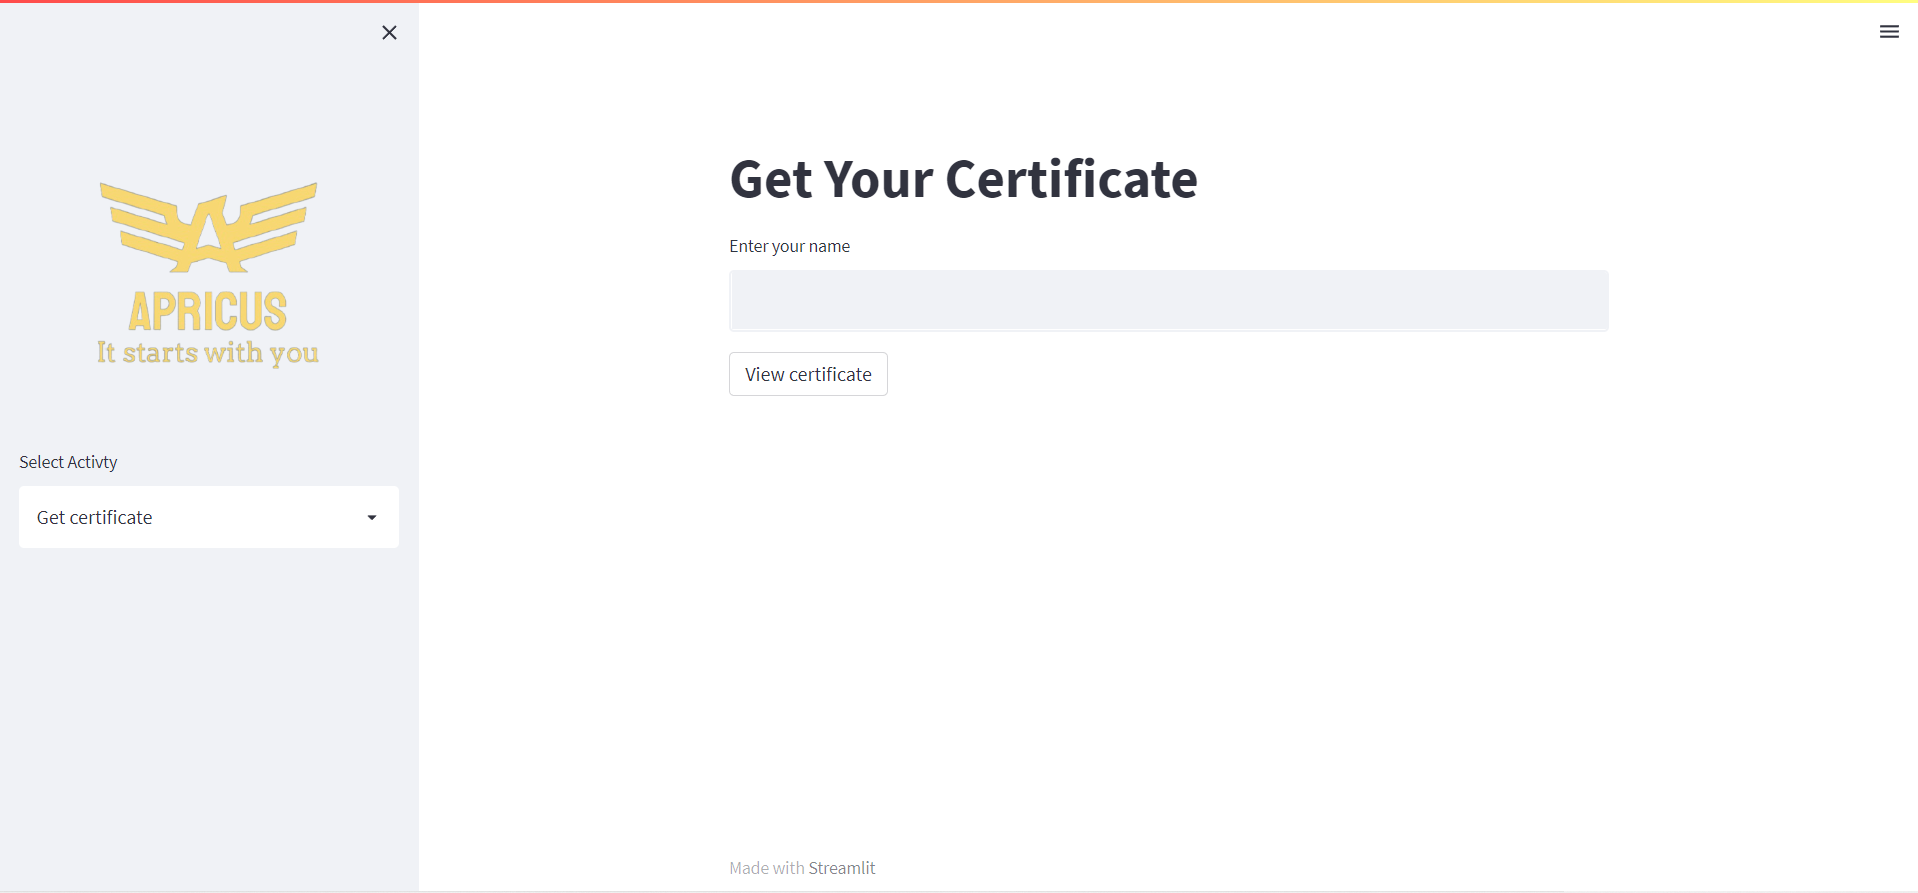 APRICUS
It starts with you
Select Activty
Get certificate
Get Your Certificate
Enter your name
View certificate
Made with Streamlit